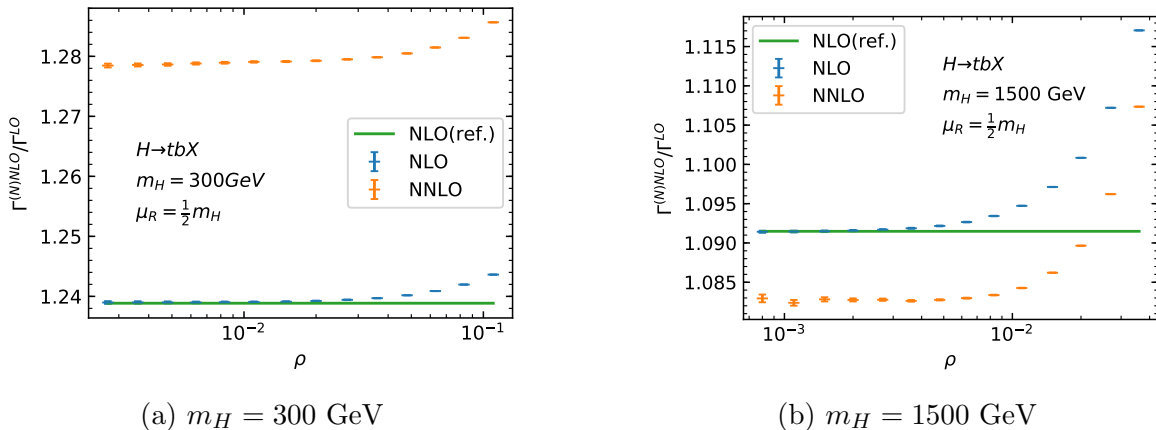 Γ^{(N)NLO}/Γ^{LO}
1.28
1.27
1.26
1.25
1.24
H→tbX
m_H = 300GeV
μ_R = ½m_H
NLO(ref.)
NLO
NNLO
10^{-2}
10^{-1}
ρ
(a) m_H = 300 GeV
Γ^{(N)NLO}/Γ^{LO}
1.115
1.110
1.105
1.100
1.095
1.090
1.085
NLO(ref.)
NLO
NNLO
H→tbX
m_H = 1500 GeV
μ_R = ½m_H
10^{-3}
10^{-2}
ρ
(b) m_H = 1500 GeV